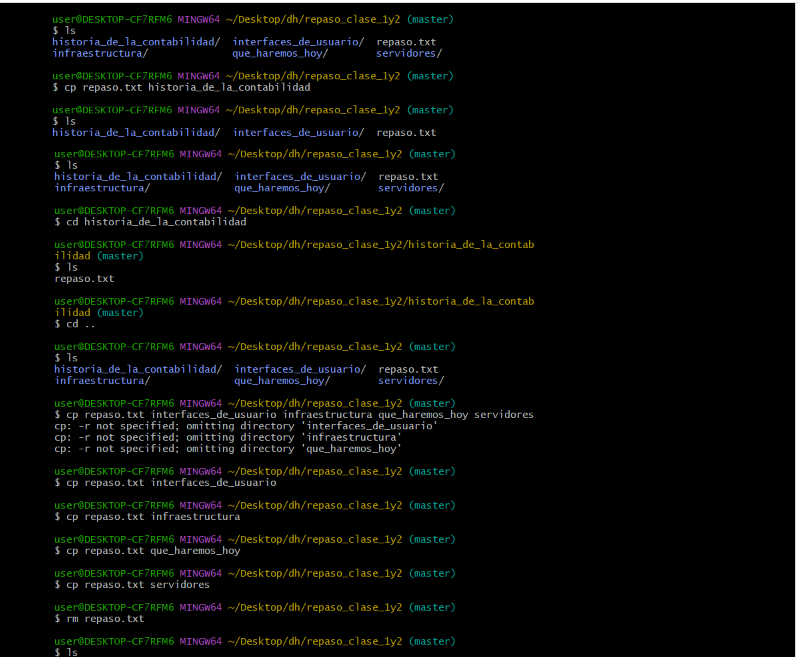 user@DESKTOP-CF7RFM6 MINGW64 ~/Desktop/dh/repaso_clase_1y2 (master)
$ ls
historia_de_la_contabilidad/  interfaces_de_usuario/  repaso.txt
infraestructura/              que_haremos_hoy/        servidores/
user@DESKTOP-CF7RFM6 MINGW64 ~/Desktop/dh/repaso_clase_1y2 (master)
$ cp repaso.txt historia_de_la_contabilidad
user@DESKTOP-CF7RFM6 MINGW64 ~/Desktop/dh/repaso_clase_1y2 (master)
$ ls
historia_de_la_contabilidad/  interfaces_de_usuario/  repaso.txt
user@DESKTOP-CF7RFM6 MINGW64 ~/Desktop/dh/repaso_clase_1y2 (master)
$ ls
historia_de_la_contabilidad/  interfaces_de_usuario/  repaso.txt
infraestructura/              que_haremos_hoy/        servidores/
user@DESKTOP-CF7RFM6 MINGW64 ~/Desktop/dh/repaso_clase_1y2 (master)
$ cd historia_de_la_contabilidad
user@DESKTOP-CF7RFM6 MINGW64 ~/Desktop/dh/repaso_clase_1y2/historia_de_la_contab
ilidad (master)
$ ls
repaso.txt
user@DESKTOP-CF7RFM6 MINGW64 ~/Desktop/dh/repaso_clase_1y2/historia_de_la_contab
ilidad (master)
$ cd ..
user@DESKTOP-CF7RFM6 MINGW64 ~/Desktop/dh/repaso_clase_1y2 (master)
$ ls
historia_de_la_contabilidad/  interfaces_de_usuario/  repaso.txt
infraestructura/              que_haremos_hoy/        servidores/
user@DESKTOP-CF7RFM6 MINGW64 ~/Desktop/dh/repaso_clase_1y2 (master)
$ cp repaso.txt interfaces_de_usuario infraestructura que_haremos_hoy servidores
cp: -r not specified; omitting directory 'interfaces_de_usuario'
cp: -r not specified; omitting directory 'infraestructura'
cp: -r not specified; omitting directory 'que_haremos_hoy'
user@DESKTOP-CF7RFM6 MINGW64 ~/Desktop/dh/repaso_clase_1y2 (master)
$ cp repaso.txt interfaces_de_usuario
user@DESKTOP-CF7RFM6 MINGW64 ~/Desktop/dh/repaso_clase_1y2 (master)
$ cp repaso.txt infraestructura
user@DESKTOP-CF7RFM6 MINGW64 ~/Desktop/dh/repaso_clase_1y2 (master)
$ cp repaso.txt que_haremos_hoy
user@DESKTOP-CF7RFM6 MINGW64 ~/Desktop/dh/repaso_clase_1y2 (master)
$ cp repaso.txt servidores
user@DESKTOP-CF7RFM6 MINGW64 ~/Desktop/dh/repaso_clase_1y2 (master)
$ rm repaso.txt
user@DESKTOP-CF7RFM6 MINGW64 ~/Desktop/dh/repaso_clase_1y2 (master)
$ ls